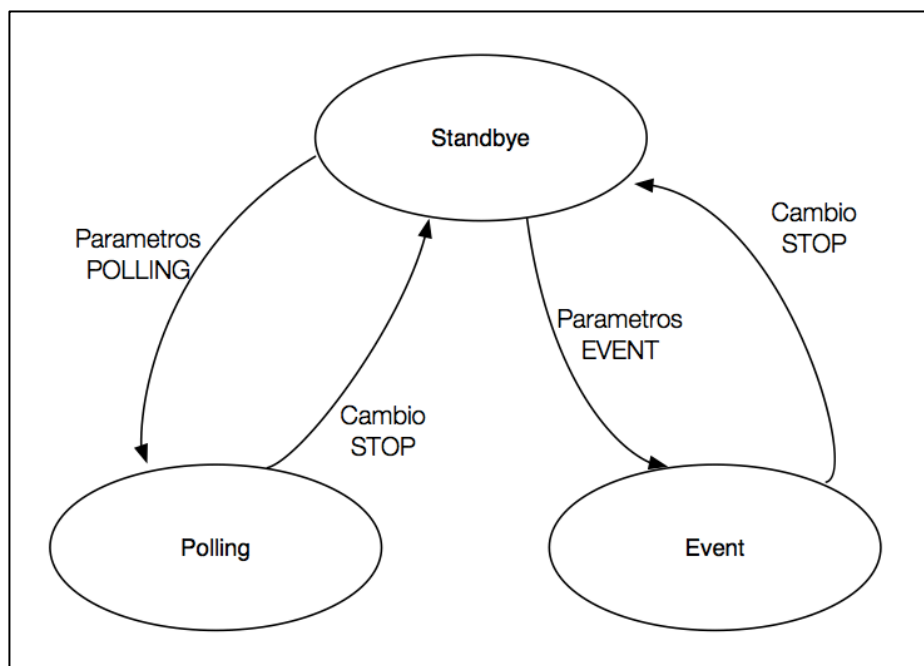 Standbye
Parametros
POLLING
Cambio
STOP
Parametros
EVENT
Cambio
STOP
Polling
Event